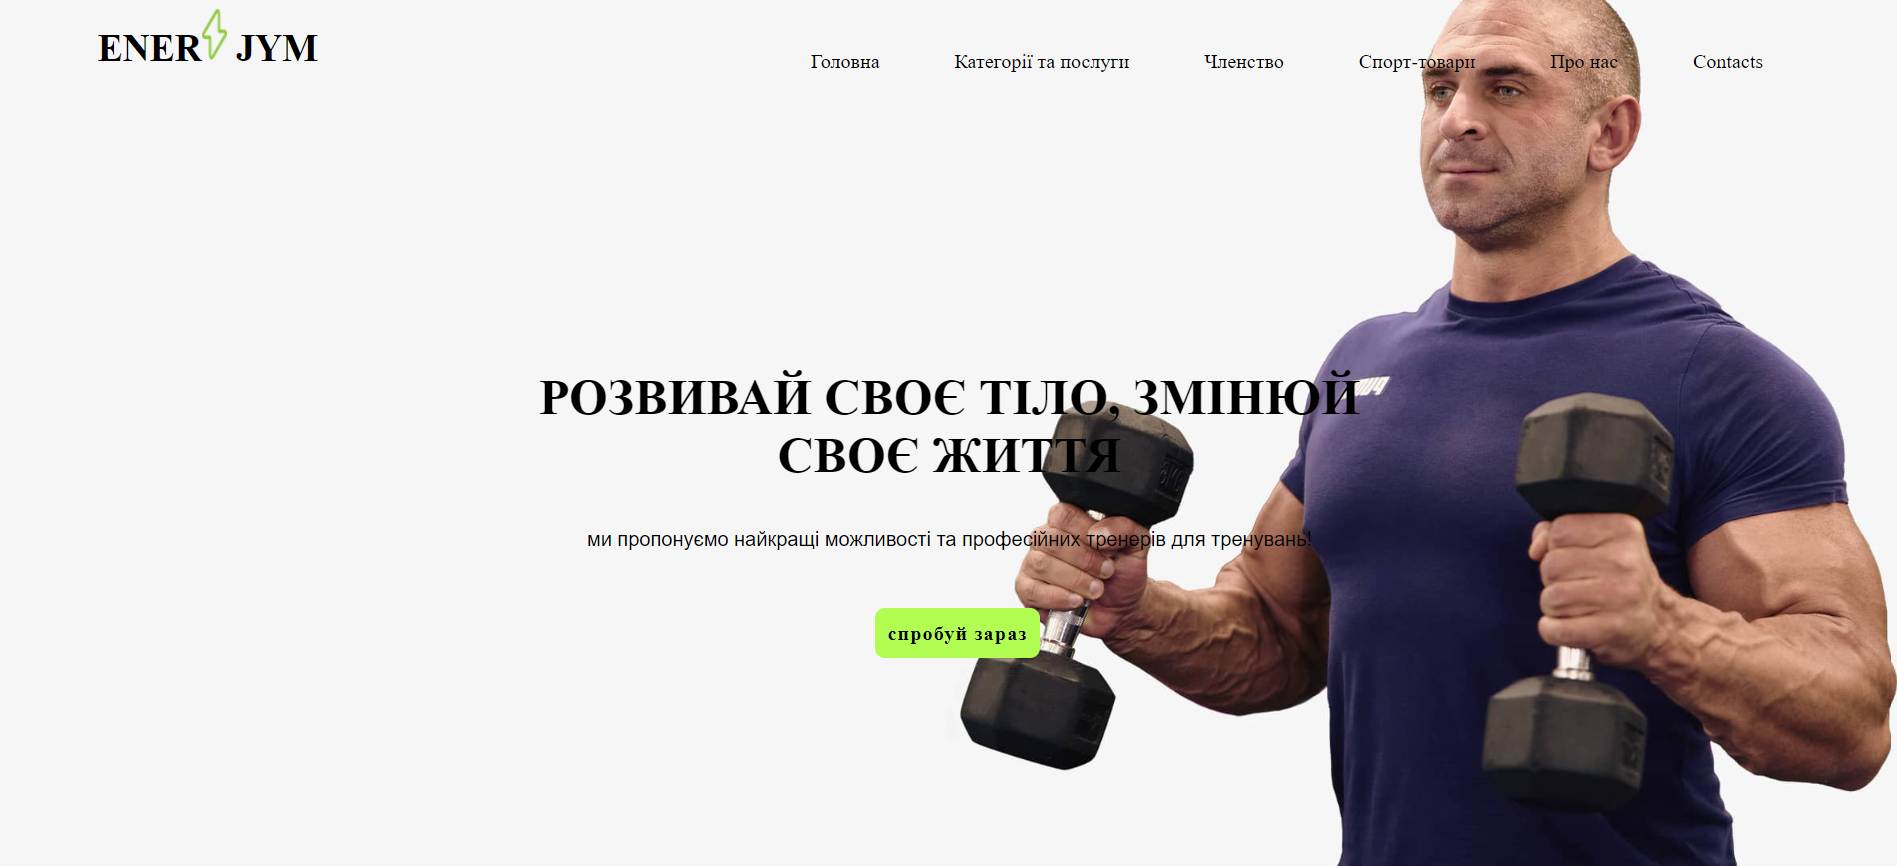 ENER JYM
Головна Категорії та послуги Членство Спорт-товари Про нас Contacts
РОЗВИВАЙ СВОЄ ТІЛО, ЗМІНЮЙ
СВОЄ ЖИТТЯ
ми пропонуємо найкращі можливості та професійних тренерів для тренувань!
спробуй зараз